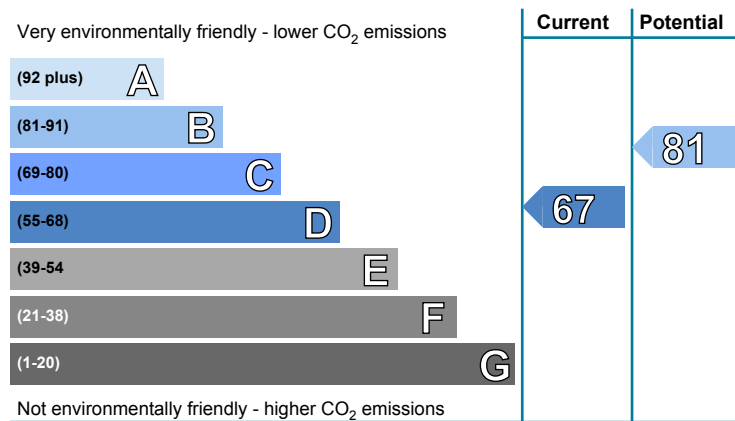 Very environmentally friendly - lower CO2 emissions
Current
Potential
(92 plus) A
(81-91) B
(69-80) C
(55-68) D
(39-54 E
(21-38) F
(1-20) G
67
81
Not environmentally friendly - higher CO2 emissions